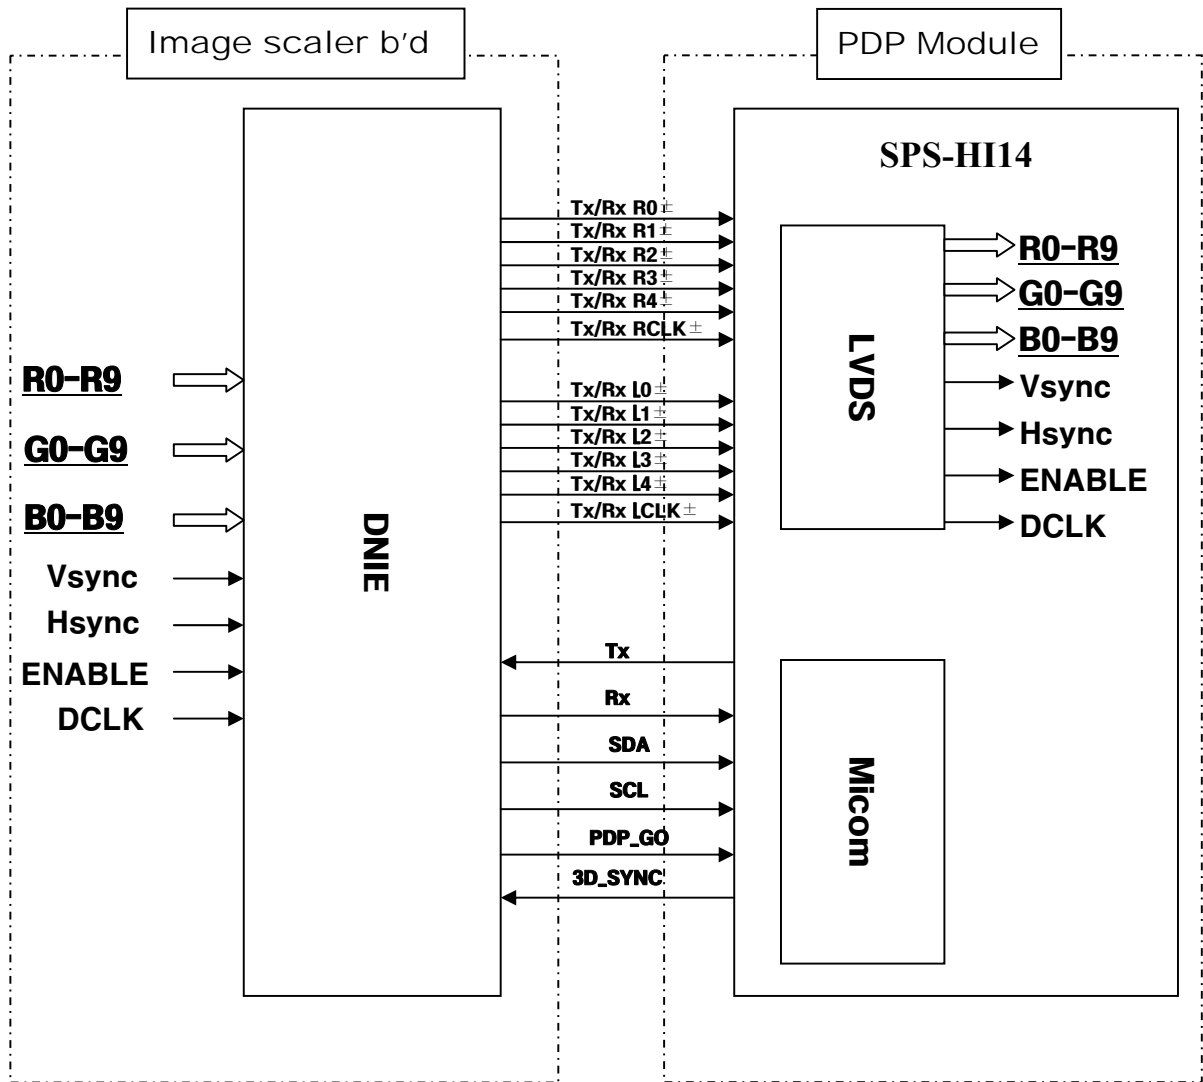 Image scaler b'd
PDP Module
SPS-HI14
Tx/Rx R0±
Tx/Rx R1±
Tx/Rx R2±
Tx/Rx R3±
Tx/Rx R4±
Tx/Rx RCLK±
Tx/Rx L0±
Tx/Rx L1±
Tx/Rx L2±
Tx/Rx L3±
Tx/Rx L4±
Tx/Rx LCLK±
R0-R9
G0-G9
B0-B9
Vsync
Hsync
ENABLE
DCLK
DNIE
LVDS
R0-R9
G0-G9
B0-B9
Vsync
Hsync
ENABLE
DCLK
Tx
Rx
SDA
SCL
PDP_GO
3D_SYNC
Micom